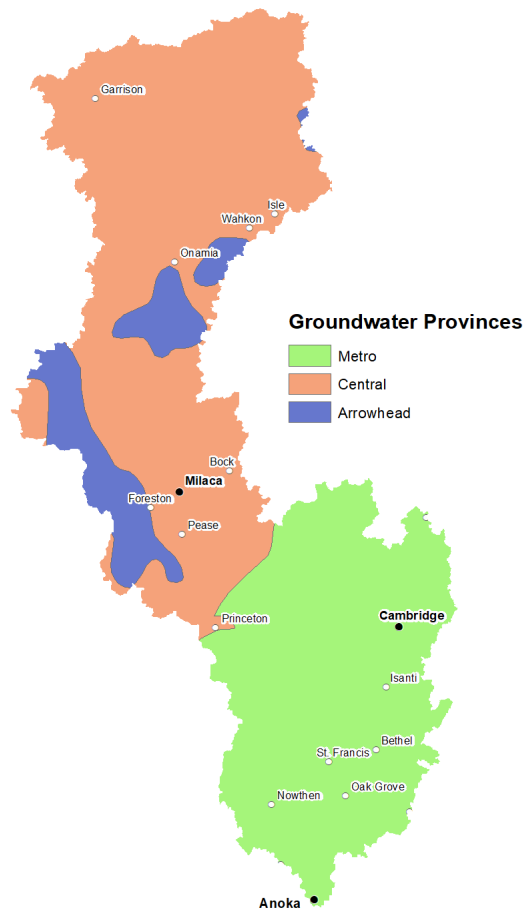 Garrison
Isle
Wahkon
Onamia
Groundwater Provinces
Metro
Central
Arrowhead
Bock
Milaca
Foreston
Pease
Princeton
Cambridge
Isanti
Bethel
St. Francis
Oak Grove
Nowthen
Anoka